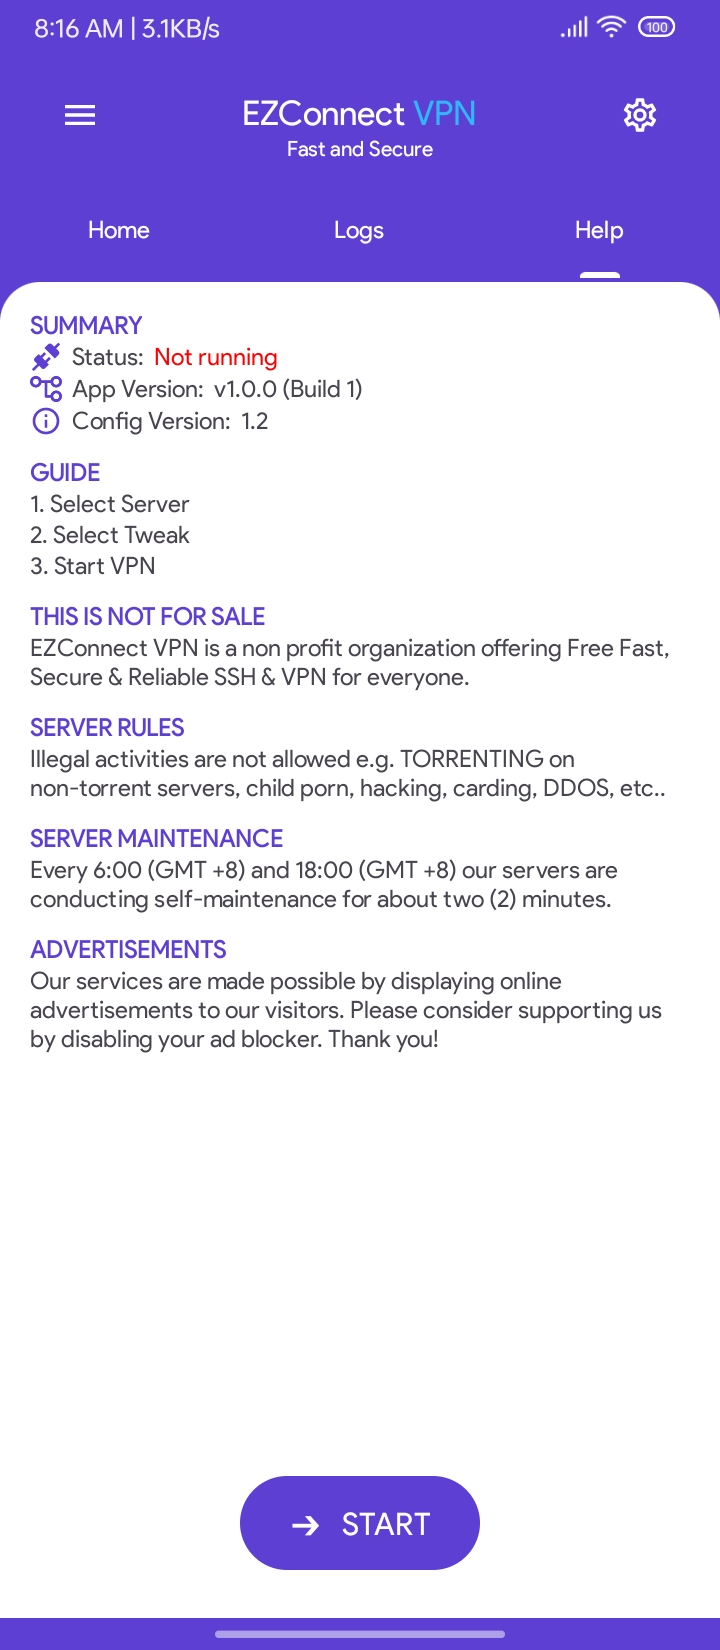 8:16 AM | 3.1KB/s
100
EZConnect VPN
Fast and Secure
Home
Logs
Help
SUMMARY
Status: Not running
App Version: v1.0.0 (Build 1)
Config Version: 1.2
GUIDE
1. Select Server
2. Select Tweak
3. Start VPN
THIS IS NOT FOR SALE
EZConnect VPN is a non profit organization offering Free Fast,
Secure & Reliable SSH & VPN for everyone.
SERVER RULES
Illegal activities are not allowed e.g. TORRENTING on
non-torrent servers, child porn, hacking, carding, DDOS, etc..
SERVER MAINTENANCE
Every 6:00 (GMT +8) and 18:00 (GMT +8) our servers are
conducting self-maintenance for about two (2) minutes.
ADVERTISEMENTS
Our services are made possible by displaying online
advertisements to our visitors. Please consider supporting us
by disabling your ad blocker. Thank you!
START